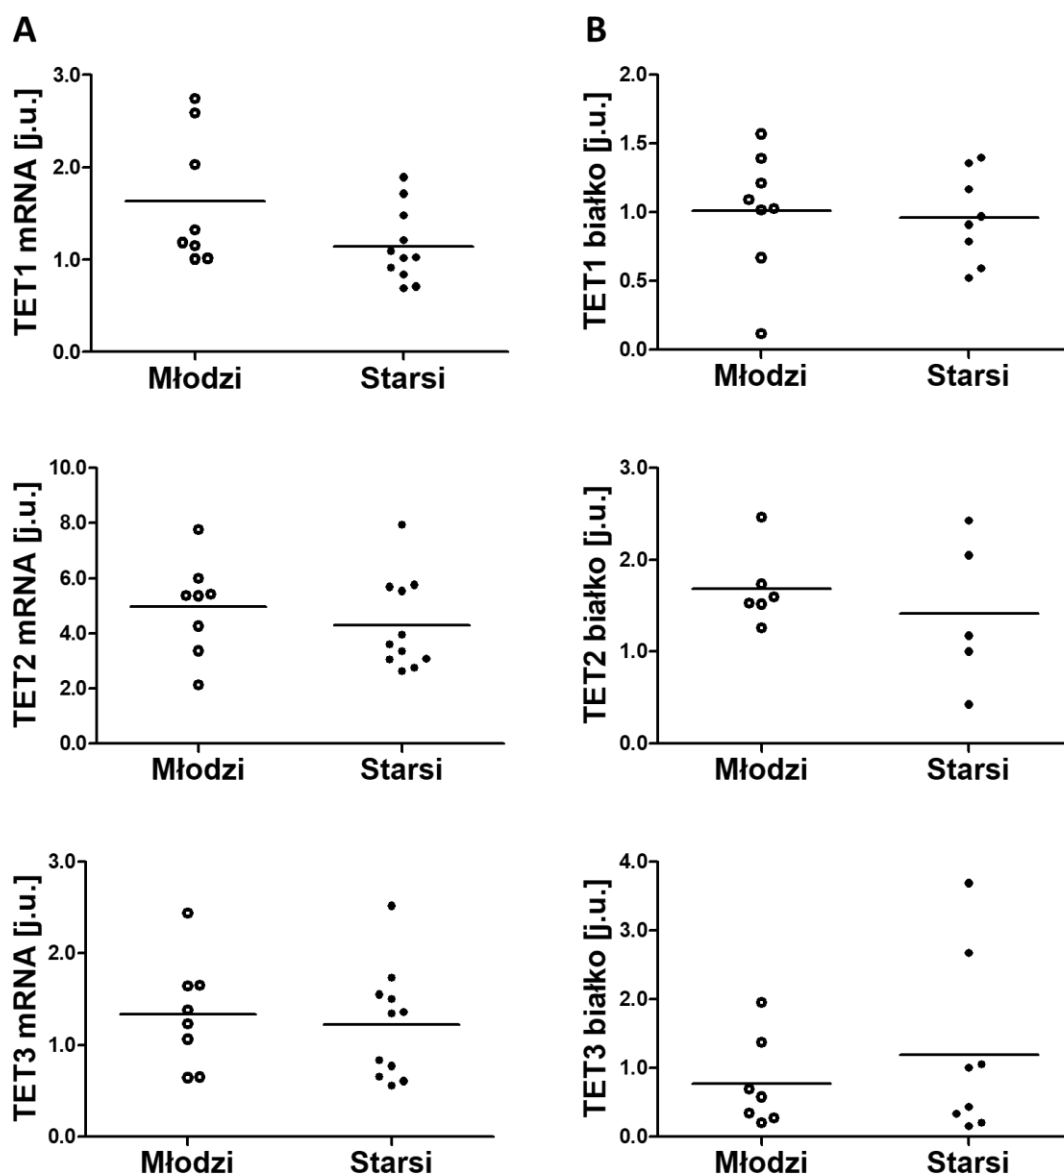 A
B
TET1 mRNA [j.u.]
3.0
2.0
1.0
0.0
Młodzi
Starsi
TET1 białko [j.u.]
2.0
1.5
1.0
0.5
0.0
Młodzi
Starsi
TET2 mRNA [j.u.]
10.0
8.0
6.0
4.0
2.0
0.0
Młodzi
Starsi
TET2 białko [j.u.]
3.0
2.0
1.0
0.0
Młodzi
Starsi
TET3 mRNA [j.u.]
3.0
2.0
1.0
0.0
Młodzi
Starsi
TET3 białko [j.u.]
4.0
3.0
2.0
1.0
0.0
Młodzi
Starsi